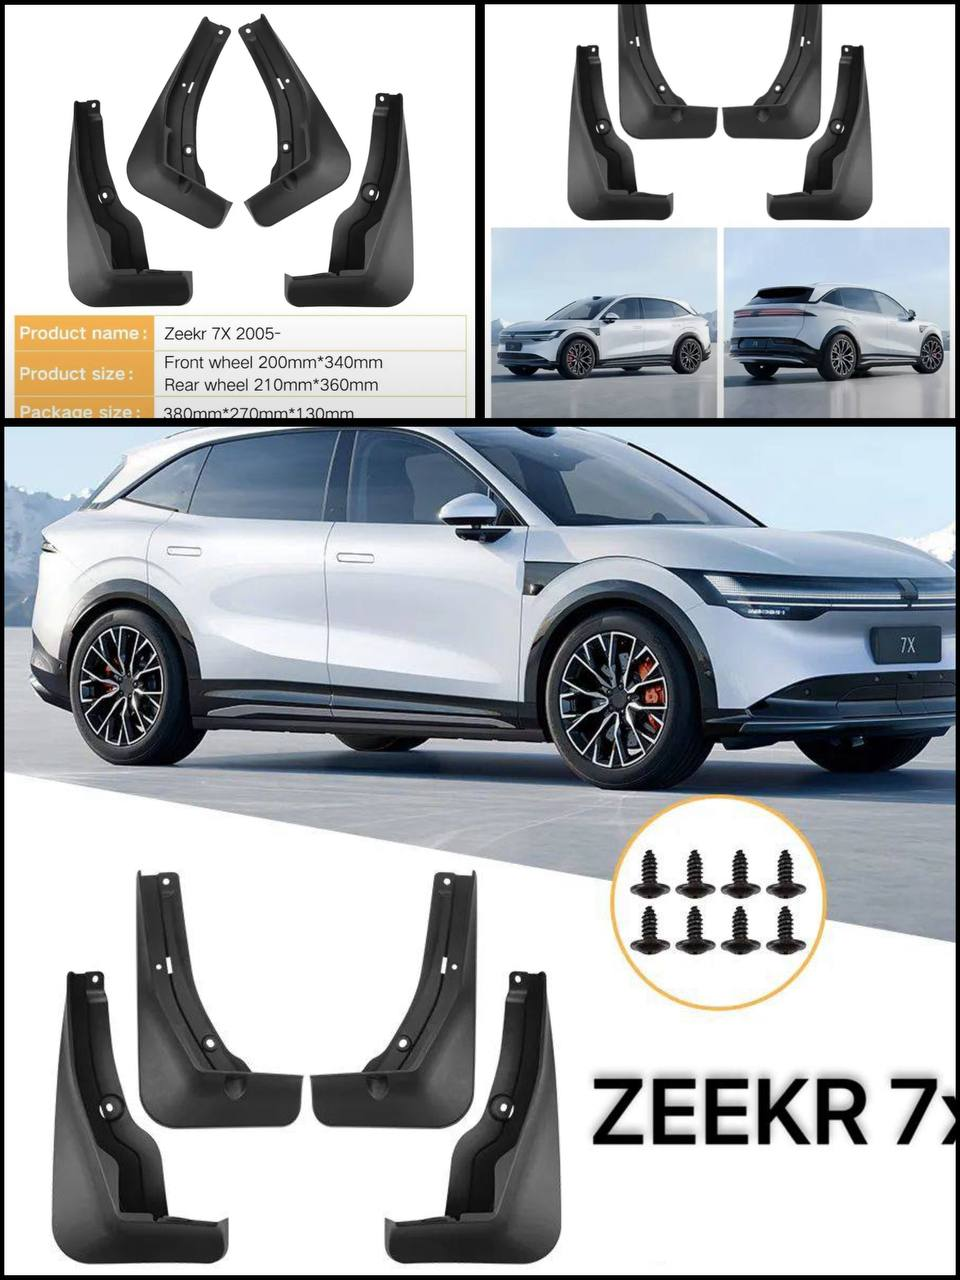 Product name:
Zeekr 7X 2005-
Product size:
Front wheel 200mm*340mm
Rear wheel 210mm*360mm
Package size:
380mm*270mm*130mm
7X
ZEEKR 7x